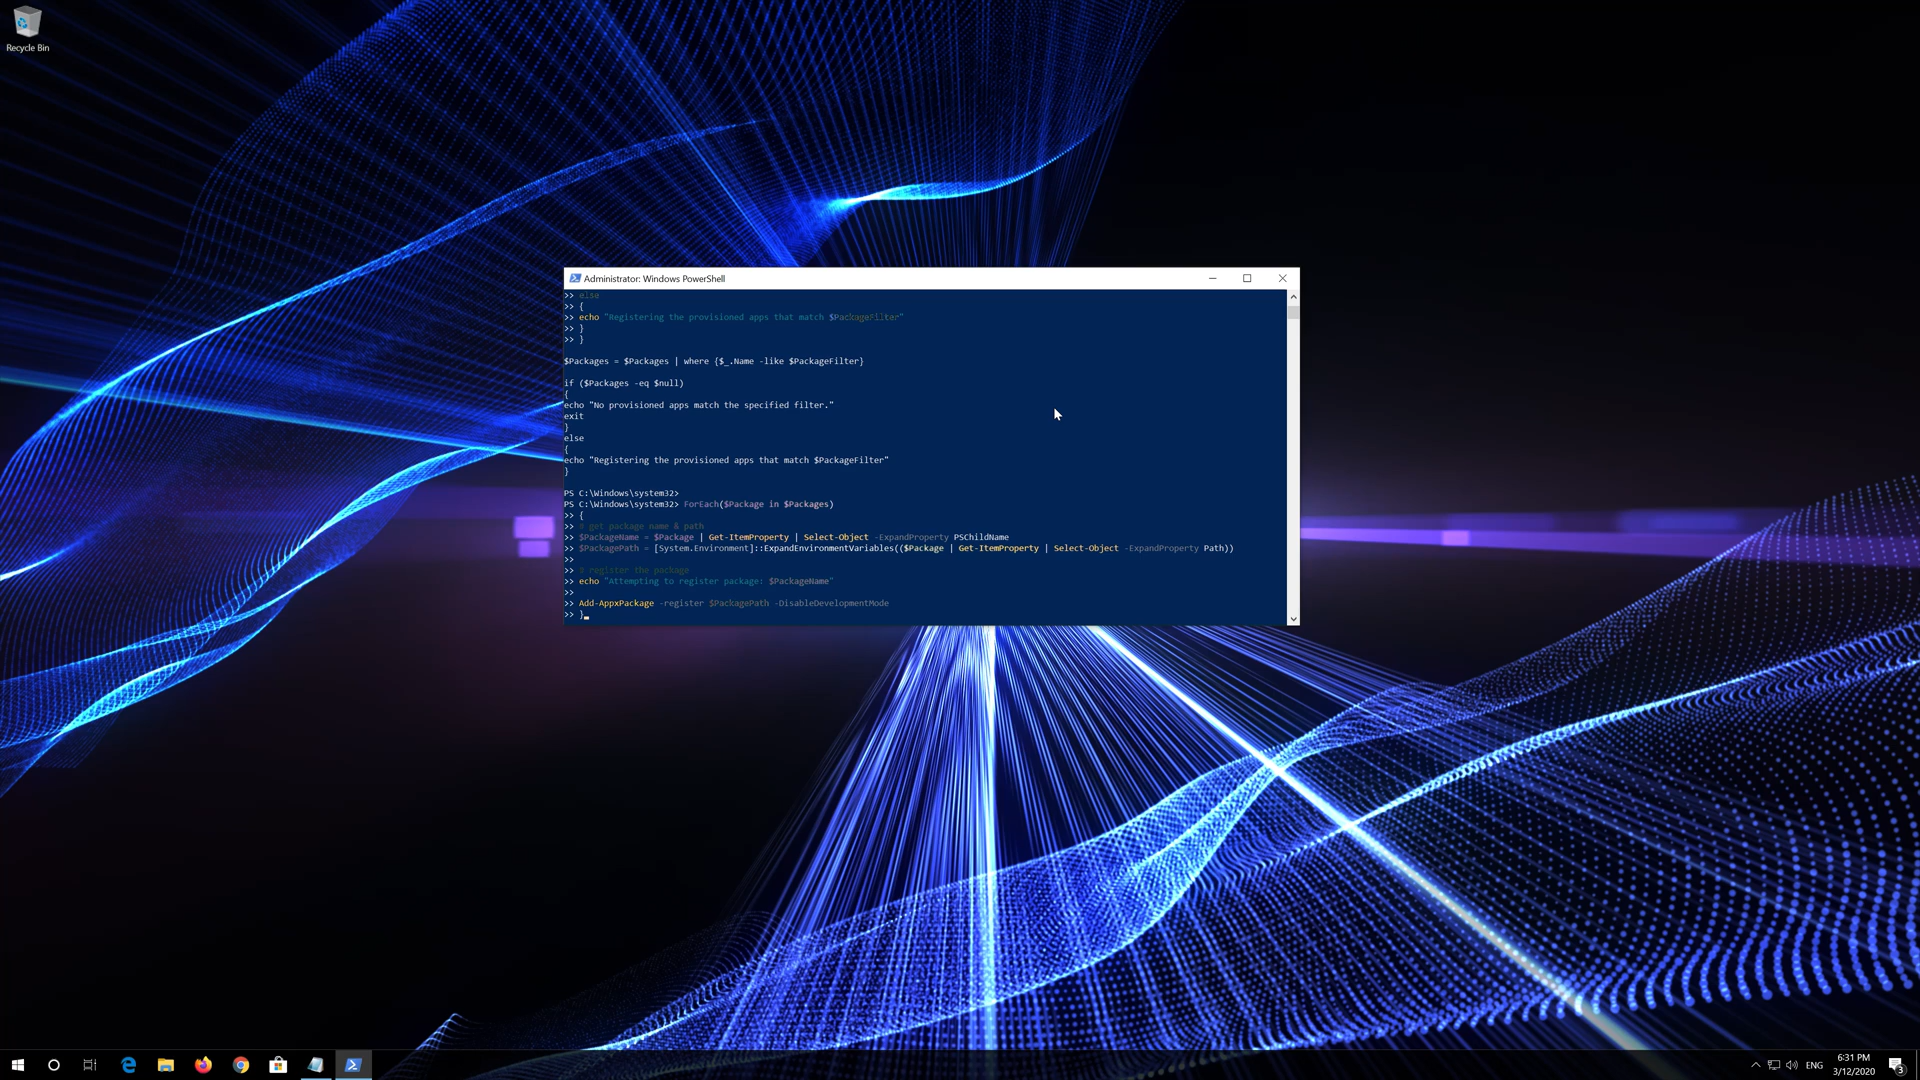 Recycle Bin
Administrator: Windows PowerShell
>> else
>> {
>> echo "Registering the provisioned apps that match $PackageFilter"
>> }
>> }
$Packages = $Packages | where {$_.Name -like $PackageFilter}
if ($Packages -eq $null)
{
echo "No provisioned apps match the specified filter."
exit
}
else
{
echo "Registering the provisioned apps that match $PackageFilter"
}
PS C:\Windows\system32>
PS C:\Windows\system32> ForEach($Package in $Packages)
>> {
>> # get package name & path
>> $PackageName = $Package | Get-ItemProperty | Select-Object -ExpandProperty PSChildName
>> $PackagePath = [System.Environment]::ExpandEnvironmentVariables(($Package | Get-ItemProperty | Select-Object -ExpandProperty Path))
>>
>> # register the package
>> echo "Attempting to register package: $PackageName"
>>
>> Add-AppxPackage -register $PackagePath -DisableDevelopmentMode
>> }
ENG
6:31 PM
3/12/2020
3